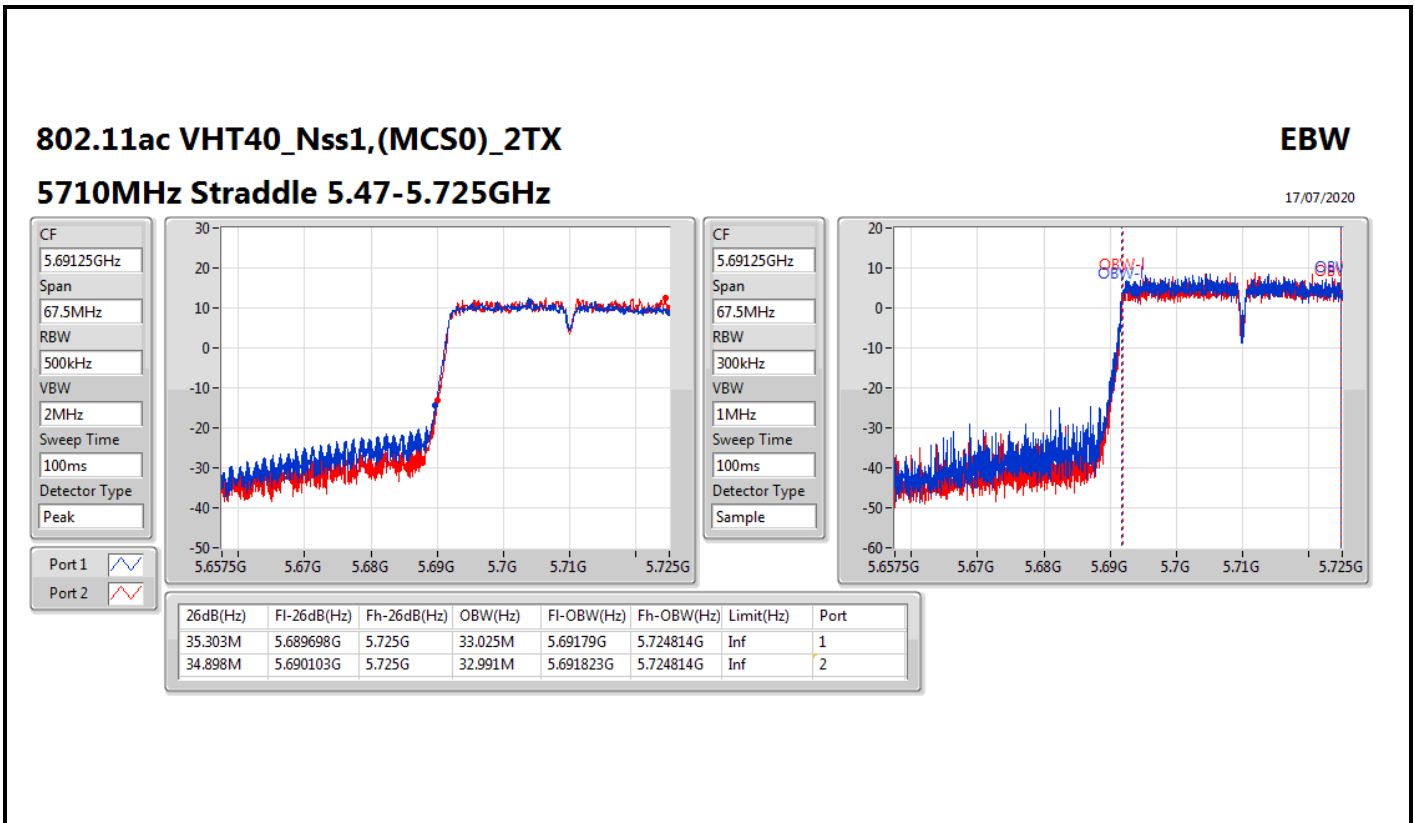 802.11ac VHT40_Nss1,(MCS0)_2TX
EBW
5710MHz Straddle 5.47-5.725GHz
17/07/2020
CF
5.69125GHz
Span
67.5MHz
RBW
500kHz
VBW
2MHz
Sweep Time
100ms
Detector Type
Peak
Port 1
Port 2
30
20
10
0
-10
-20
-30
-40
-50
5.6575G 5.67G 5.68G 5.69G 5.7G 5.71G 5.725G
CF
5.69125GHz
Span
67.5MHz
RBW
300kHz
VBW
1MHz
Sweep Time
100ms
Detector Type
Sample
20
10
0
-10
-20
-30
-40
-50
-60
OBW-l
OBW-l
OBW
OBW
5.6575G 5.67G 5.68G 5.69G 5.7G 5.71G 5.725G
26dB(Hz) Fl-26dB(Hz) Fh-26dB(Hz) OBW(Hz) Fl-OBW(Hz) Fh-OBW(Hz) Limit(Hz) Port
35.303M 5.689698G 5.725G 33.025M 5.69179G 5.724814G Inf 1
34.898M 5.690103G 5.725G 32.991M 5.691823G 5.724814G Inf 2